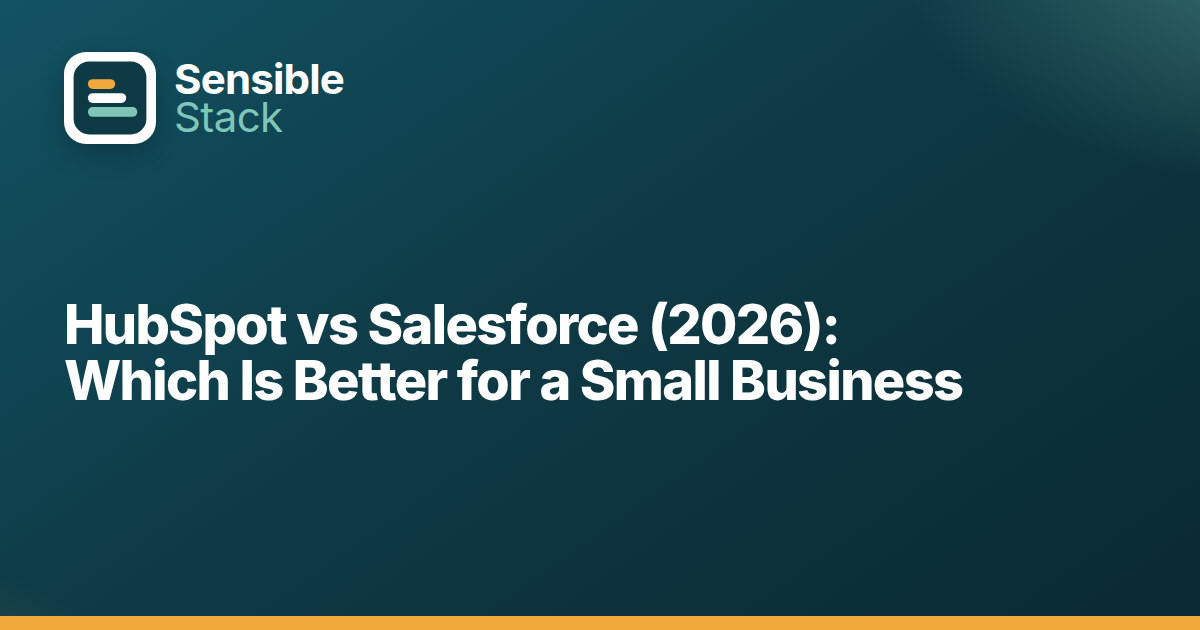 Sensible
Stack
HubSpot vs Salesforce (2026):
Which Is Better for a Small Business